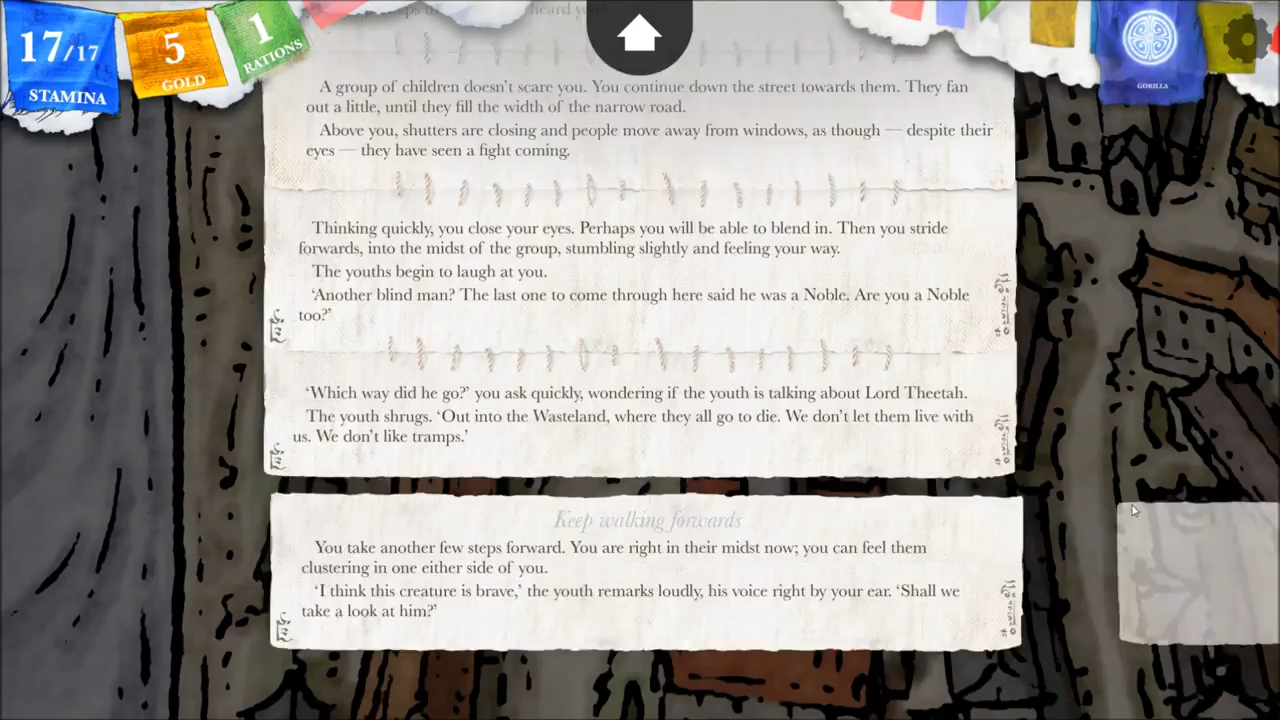 17/17
STAMINA
5
GOLD
1
RATIONS
GORILLA
A group of children doesn't scare you. You continue down the street towards them. They fan
out a little, until they fill the width of the narrow road.
Above you, shutters are closing and people move away from windows, as though — despite their
eyes — they have seen a fight coming.
Thinking quickly, you close your eyes. Perhaps you will be able to blend in. Then you stride
forwards, into the midst of the group, stumbling slightly and feeling your way.
The youths begin to laugh at you.
‘Another blind man? The last one to come through here said he was a Noble. Are you a Noble
too?’
‘Which way did he go?’ you ask quickly, wondering if the youth is talking about Lord Theetah.
The youth shrugs. ‘Out into the Wasteland, where they all go to die. We don't let them live with
us. We don't like tramps.’
Keep walking forwards
You take another few steps forward. You are right in their midst now; you can feel them
clustering in one either side of you.
‘I think this creature is brave,’ the youth remarks loudly, his voice right by your ear. ‘Shall we
take a look at him?’